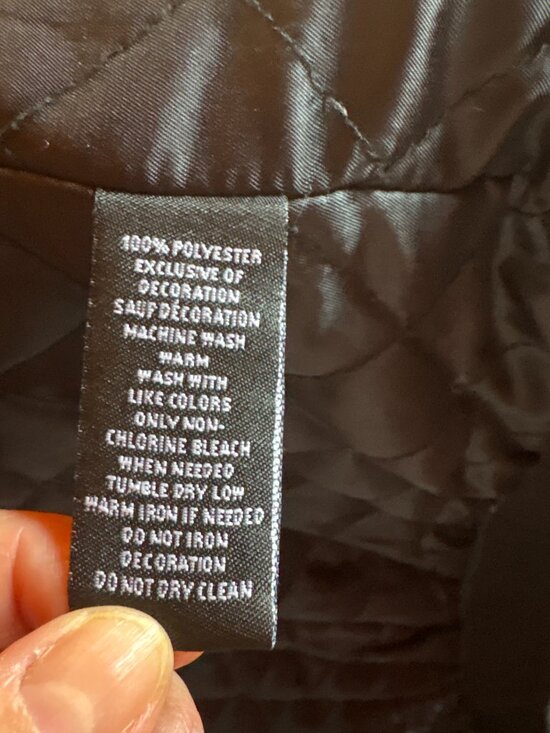 100% POLYESTER
EXCLUSIVE OF
DECORATION
SAUF DÉCORATION
MACHINE WASH
WARM
WASH WITH
LIKE COLORS
ONLY NON-
CHLORINE BLEACH
WHEN NEEDED
TUMBLE DRY LOW
WARM IRON IF NEEDED
DO NOT IRON
DECORATION
DO NOT DRY CLEAN